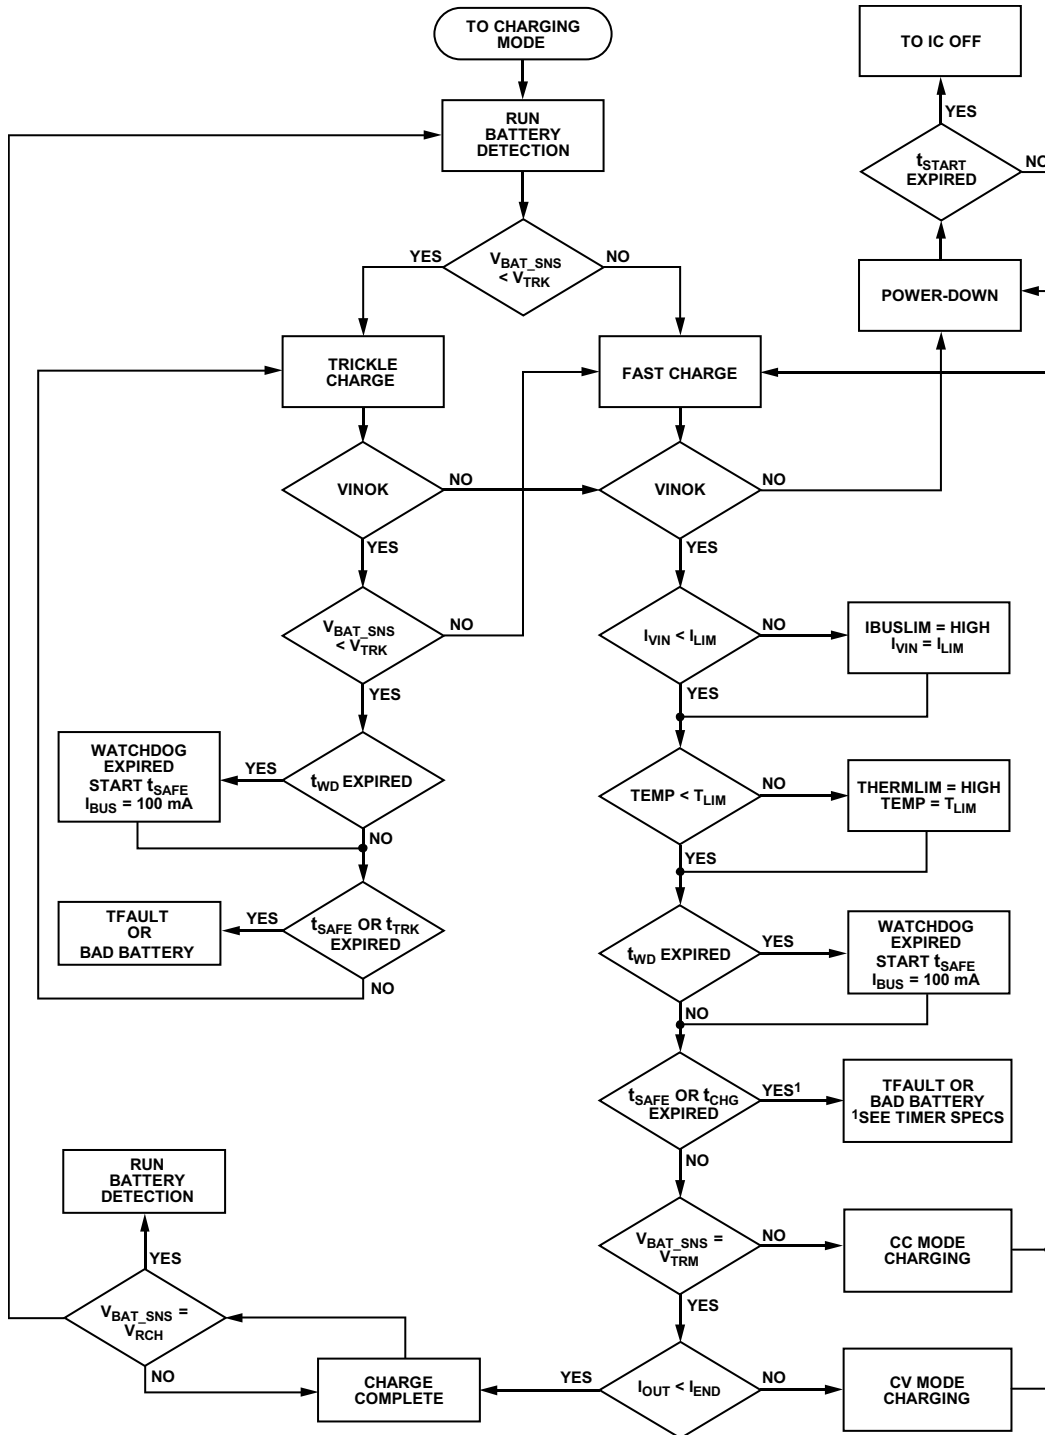 TO CHARGING
MODE
TO IC OFF
YES
RUN
BATTERY
DETECTION
tSTART
EXPIRED
NO
YES
VBAT_SNS
< VTRK
NO
POWER-DOWN
TRICKLE
CHARGE
FAST CHARGE
VINOK
NO
VINOK
NO
YES
YES
VBAT_SNS
< VTRK
NO
IVIN < ILIM
NO
IBUSLIM = HIGH
IVIN = ILIM
YES
YES
WATCHDOG
EXPIRED
START tSAFE
IBUS = 100 mA
YES
tWD EXPIRED
NO
TEMP < TLIM
NO
THERMLIM = HIGH
TEMP = TLIM
YES
TFAULT
OR
BAD BATTERY
YES
tSAFE OR tTRK
EXPIRED
NO
tWD EXPIRED
YES
WATCHDOG
EXPIRED
START tSAFE
IBUS = 100 mA
NO
tSAFE OR tCHG
EXPIRED
YES1
TFAULT OR
BAD BATTERY
1SEE TIMER SPECS
NO
RUN
BATTERY
DETECTION
YES
VBAT_SNS =
VTRM
NO
CC MODE
CHARGING
YES
VBAT_SNS =
VRCH
NO
CHARGE
COMPLETE
YES
IOUT < IEND
NO
CV MODE
CHARGING